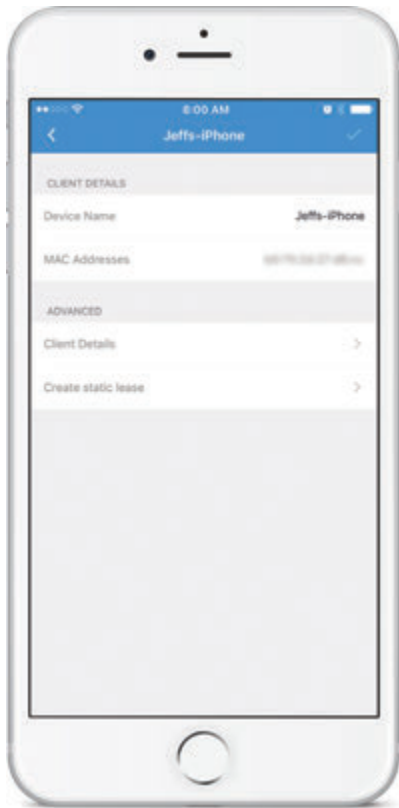 8:00 AM
Jeffs-iPhone
CLIENT DETAILS
Device Name Jeffs-iPhone
MAC Addresses
ADVANCED
Client Details
Create static lease